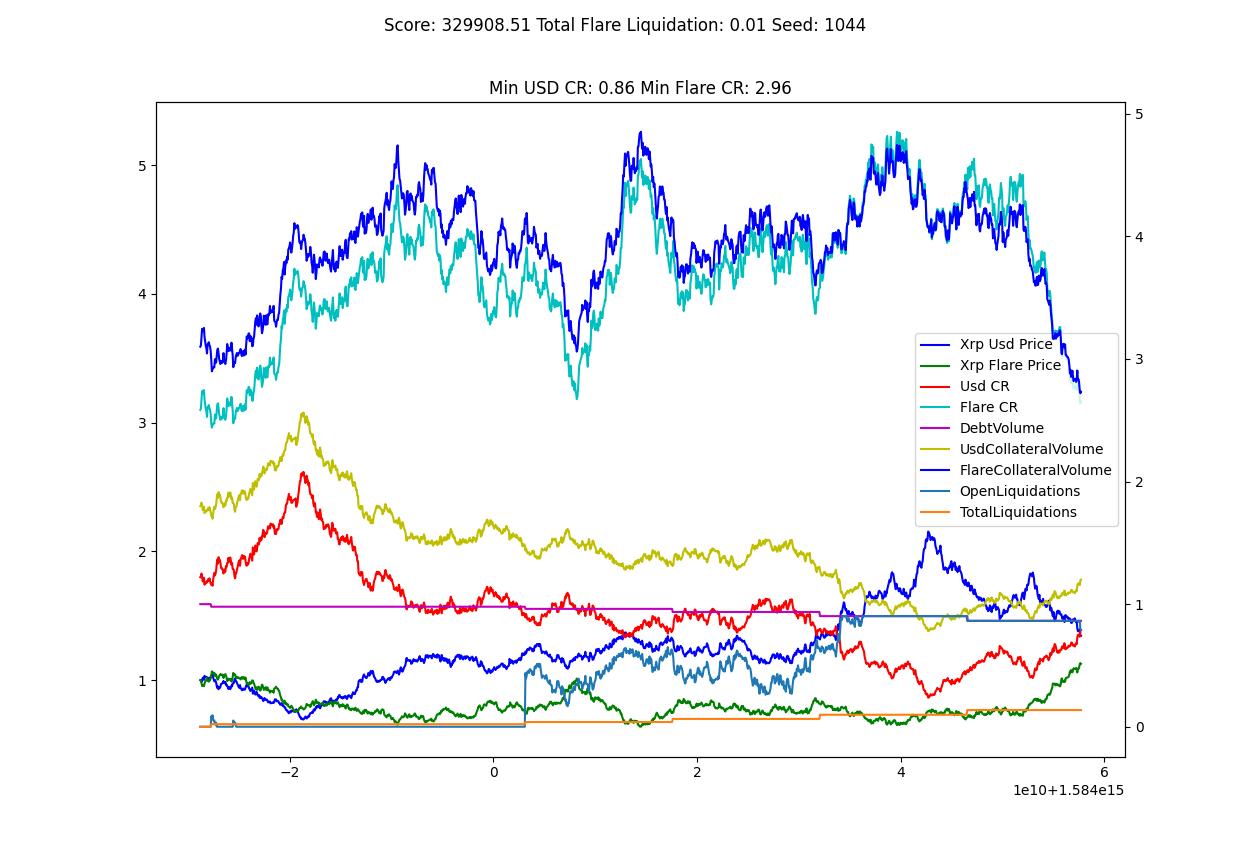 Score: 329908.51 Total Flare Liquidation: 0.01 Seed: 1044
Min USD CR: 0.86 Min Flare CR: 2.96
5
4
3
2
1
5
4
3
2
1
0
Xrp Usd Price
Xrp Flare Price
Usd CR
Flare CR
DebtVolume
UsdCollateralVolume
FlareCollateralVolume
OpenLiquidations
TotalLiquidations
−2 0 2 4 6
1e10+1.584e15